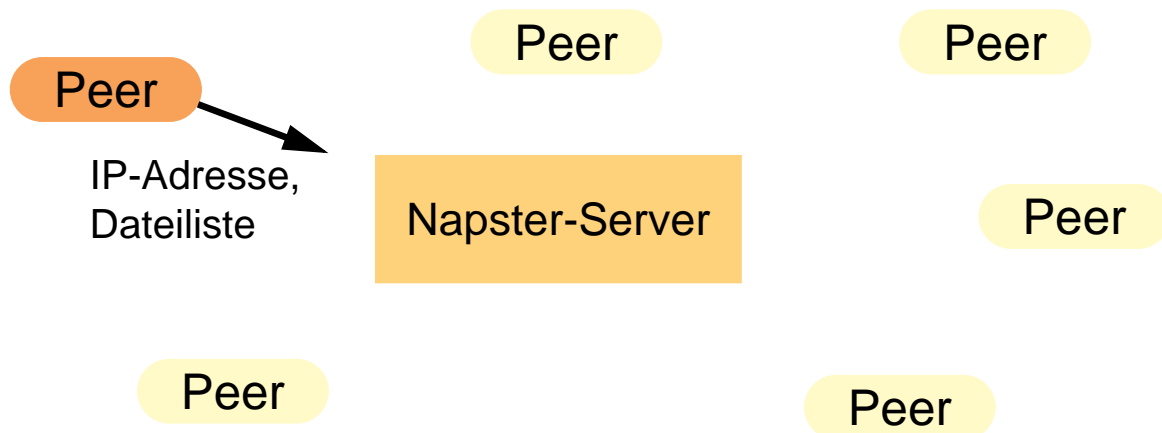 Peer
Peer
Peer
IP-Adresse,
Dateiliste
Napster-Server
Peer
Peer
Peer